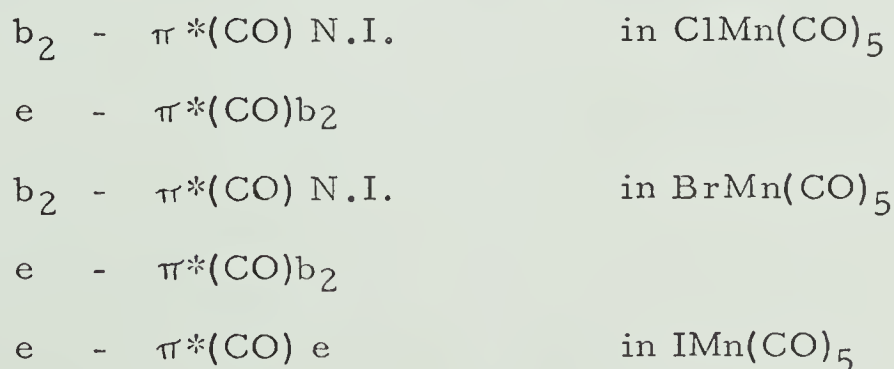 b₂ - π*(CO) N.I. in ClMn(CO)₅
e - π*(CO)b₂
b₂ - π*(CO) N.I. in BrMn(CO)₅
e - π*(CO)b₂
e - π*(CO) e in IMn(CO)₅